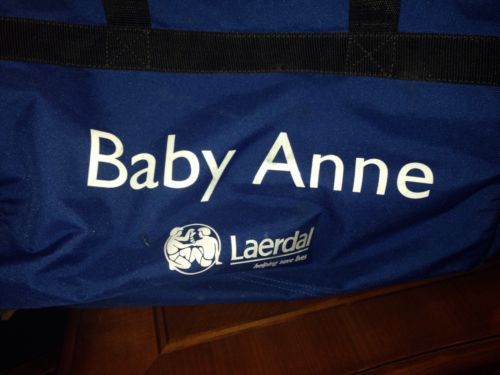 Baby Anne
Laerdal
helping save lives